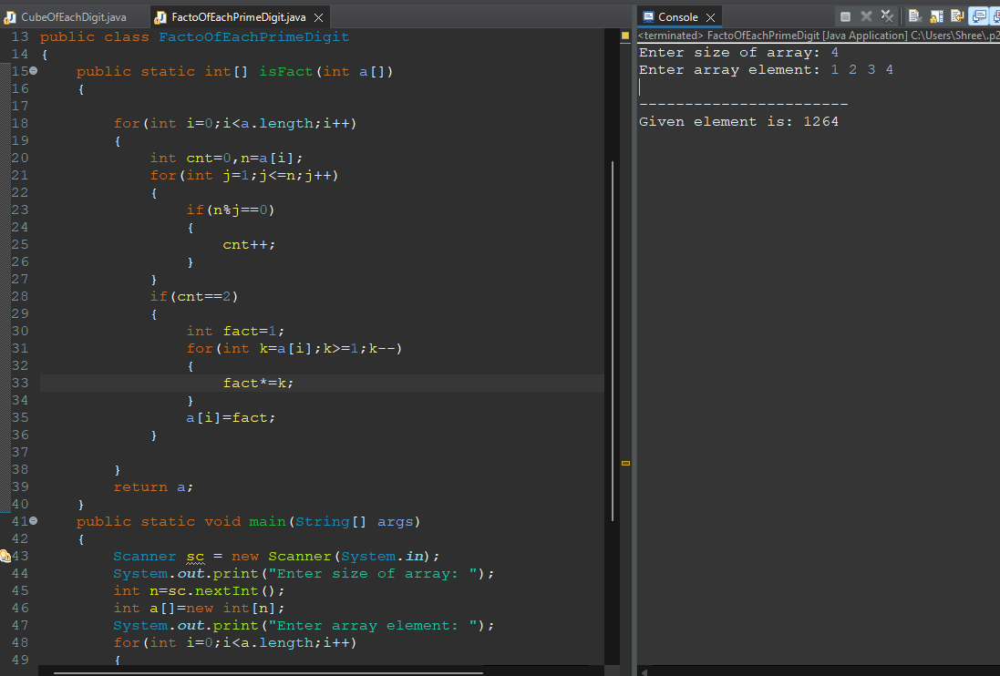 CubeOfEachDigit.java
FactoOfEachPrimeDigit.java
13 public class FactoOfEachPrimeDigit
14 {
15 public static int[] isFact(int a[])
16 {
17
18 for(int i=0;i<a.length;i++)
19 {
20 int cnt=0,n=a[i];
21 for(int j=1;j<=n;j++)
22 {
23 if(n%j==0)
24 {
25 cnt++;
26 }
27 }
28 if(cnt==2)
29 {
30 int fact=1;
31 for(int k=a[i];k>=1;k--)
32 {
33 fact*=k;
34 }
35 a[i]=fact;
36 }
37
38 }
39 return a;
40 }
41 public static void main(String[] args)
42 {
43 Scanner sc = new Scanner(System.in);
44 System.out.print("Enter size of array: ");
45 int n=sc.nextInt();
46 int a[]=new int[n];
47 System.out.print("Enter array element: ");
48 for(int i=0;i<a.length;i++)
49 {
Console
<terminated> FactoOfEachPrimeDigit [Java Application] C:\Users\Shree\.p2
Enter size of array: 4
Enter array element: 1 2 3 4
-----------------------
Given element is: 1264